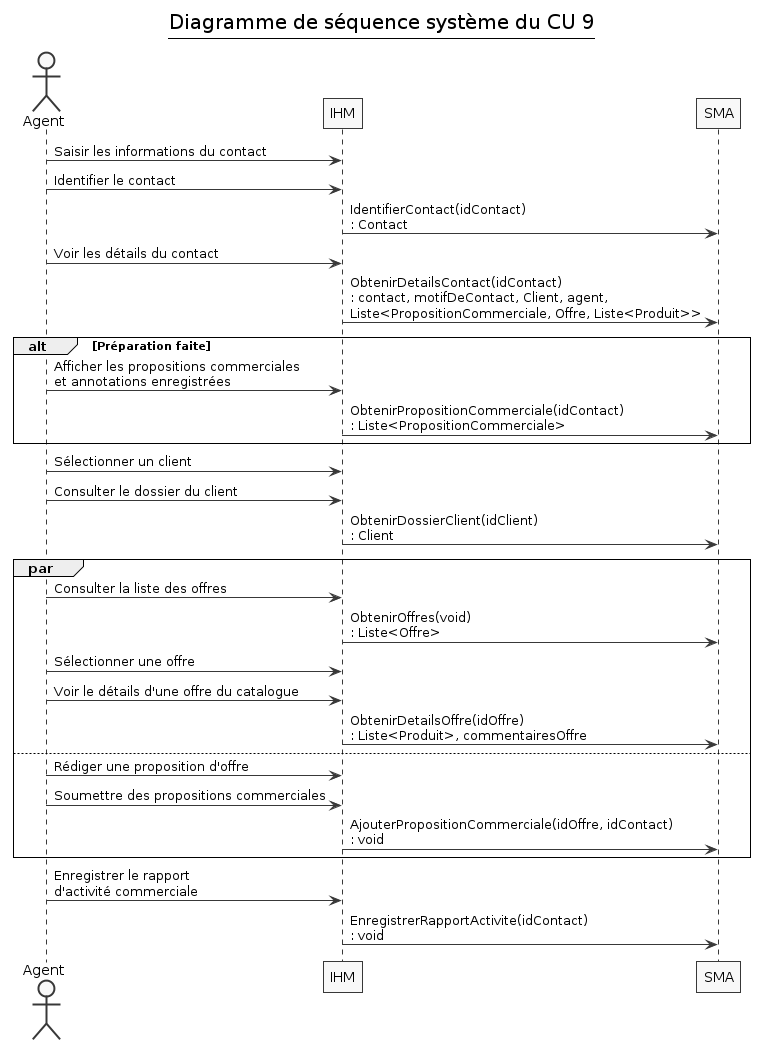 Diagramme de séquence système du CU 9
Agent
IHM
SMA
Saisir les informations du contact
Identifier le contact
IdentifierContact(idContact)
: Contact
Voir les détails du contact
ObtenirDetailsContact(idContact)
: contact, motifDeContact, Client, agent,
Liste<PropositionCommerciale, Offre, Liste<Produit>>
alt
[Préparation faite]
Afficher les propositions commerciales
et annotations enregistrées
ObtenirPropositionCommerciale(idContact)
: Liste<PropositionCommerciale>
Sélectionner un client
Consulter le dossier du client
ObtenirDossierClient(idClient)
: Client
par
Consulter la liste des offres
ObtenirOffres(void)
: Liste<Offre>
Sélectionner une offre
Voir le détails d'une offre du catalogue
ObtenirDetailsOffre(idOffre)
: Liste<Produit>, commentairesOffre
Rédiger une proposition d'offre
Soumettre des propositions commerciales
AjouterPropositionCommerciale(idOffre, idContact)
: void
Enregistrer le rapport
d'activité commerciale
EnregistrerRapportActivite(idContact)
: void
Agent
IHM
SMA